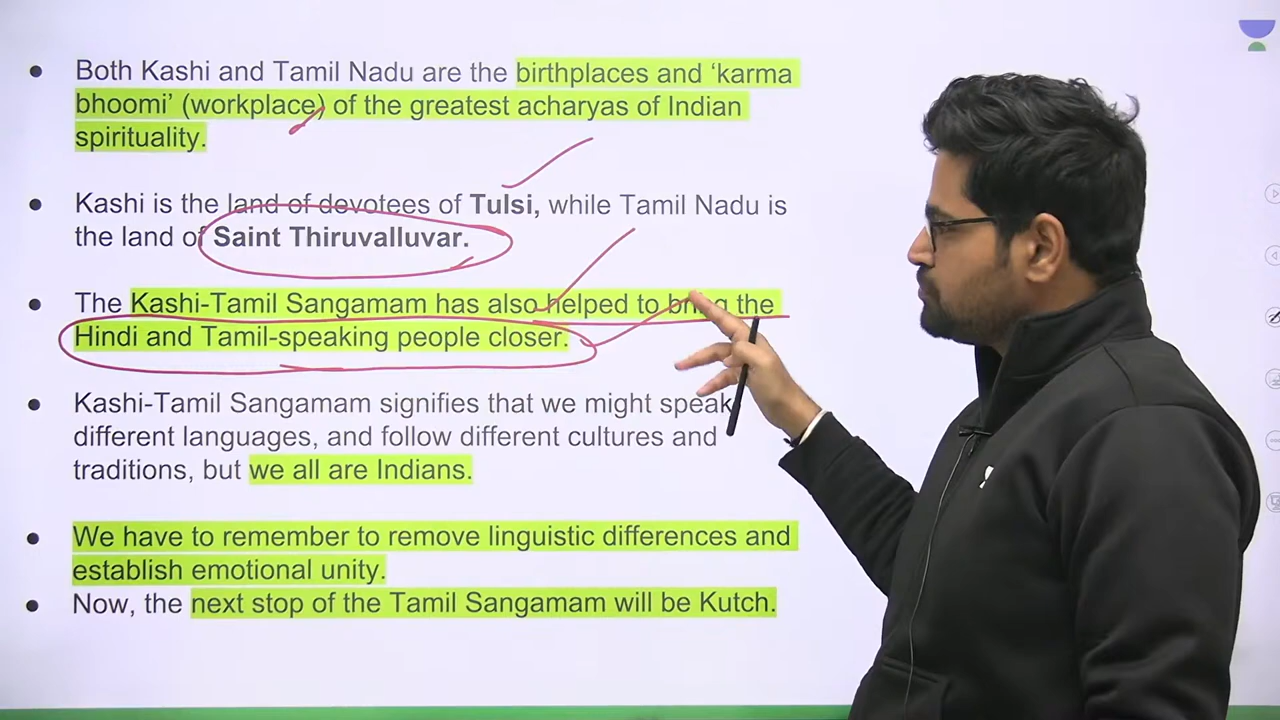 • Both Kashi and Tamil Nadu are the birthplaces and ‘karma
bhoomi’ (workplace) of the greatest acharyas of Indian
spirituality.
• Kashi is the land of devotees of Tulsi, while Tamil Nadu is
the land of Saint Thiruvalluvar.
• The Kashi-Tamil Sangamam has also helped to bring the
Hindi and Tamil-speaking people closer.
• Kashi-Tamil Sangamam signifies that we might speak
different languages, and follow different cultures and
traditions, but we all are Indians.
• We have to remember to remove linguistic differences and
establish emotional unity.
• Now, the next stop of the Tamil Sangamam will be Kutch.